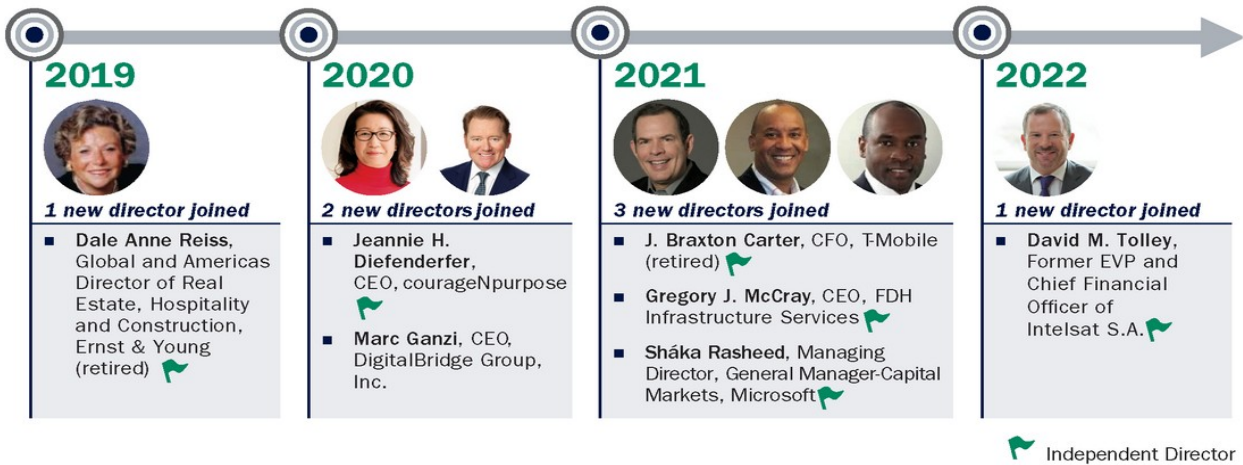 2019
1 new director joined
Dale Anne Reiss,
Global and Americas
Director of Real
Estate, Hospitality
and Construction,
Ernst & Young
(retired)
2020
2 new directors joined
Jeannie H.
Diefenderfer,
CEO, courageNpurpose
Marc Ganzi, CEO,
DigitalBridge Group,
Inc.
2021
3 new directors joined
J. Braxton Carter, CFO, T-Mobile
(retired)
Gregory J. McCray, CEO, FDH
Infrastructure Services
Sháka Rasheed, Managing
Director, General Manager-Capital
Markets, Microsoft
2022
1 new director joined
David M. Tolley,
Former EVP and
Chief Financial
Officer of
Intelsat S.A.
Independent Director